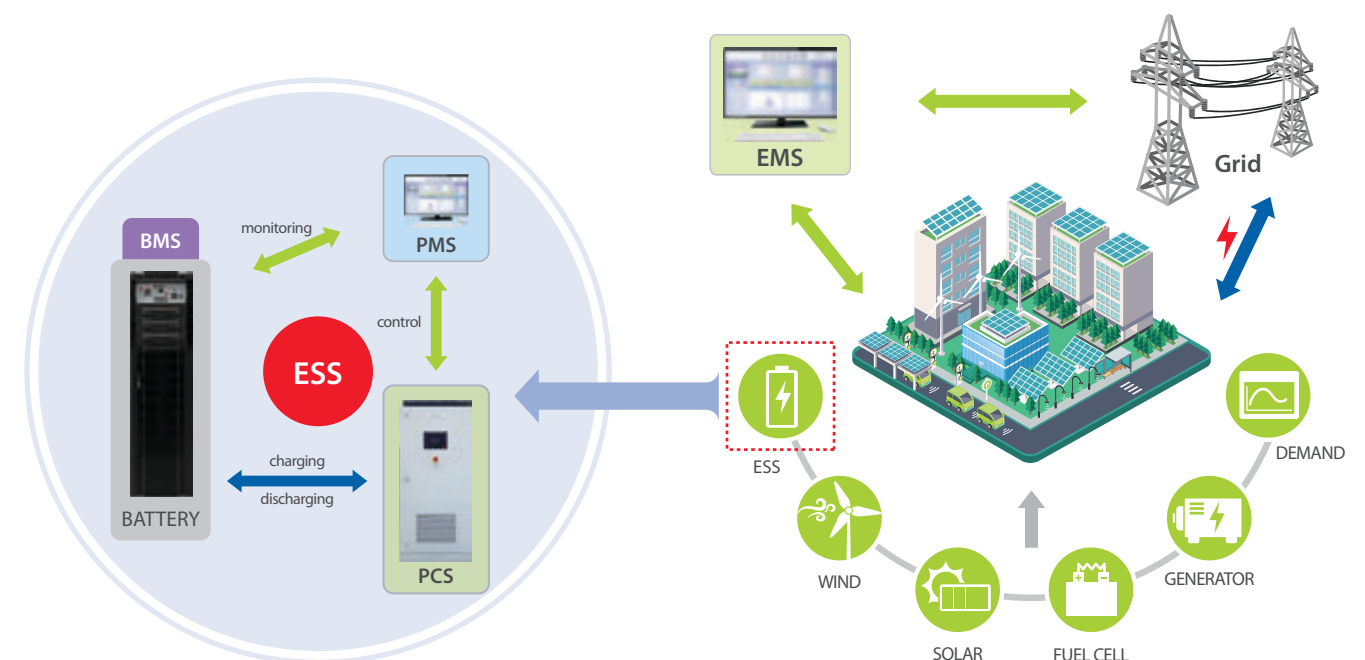 EMS
Grid
BMS
monitoring
PMS
control
ESS
charging
discharging
BATTERY
PCS
ESS
WIND
SOLAR
FUEL CELL
GENERATOR
DEMAND